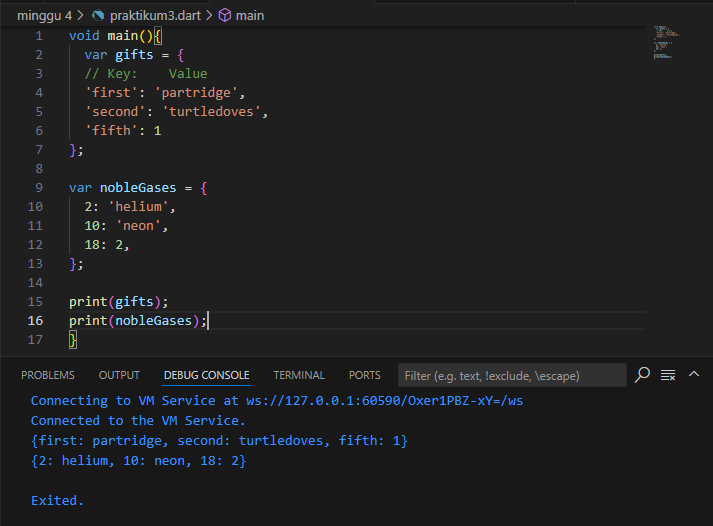 minggu 4 > praktikum3.dart > main
1 void main(){
2 var gifts = {
3 // Key:    Value
4 'first': 'partridge',
5 'second': 'turtledoves',
6 'fifth': 1
7 };
8
9 var nobleGases = {
10 2: 'helium',
11 10: 'neon',
12 18: 2,
13 };
14
15 print(gifts);
16 print(nobleGases);
17 }
PROBLEMS OUTPUT DEBUG CONSOLE TERMINAL PORTS Filter (e.g. text, !exclude, \escape)
Connecting to VM Service at ws://127.0.0.1:60590/Oxer1PBZ-xY=/ws
Connected to the VM Service.
{first: partridge, second: turtledoves, fifth: 1}
{2: helium, 10: neon, 18: 2}
Exited.